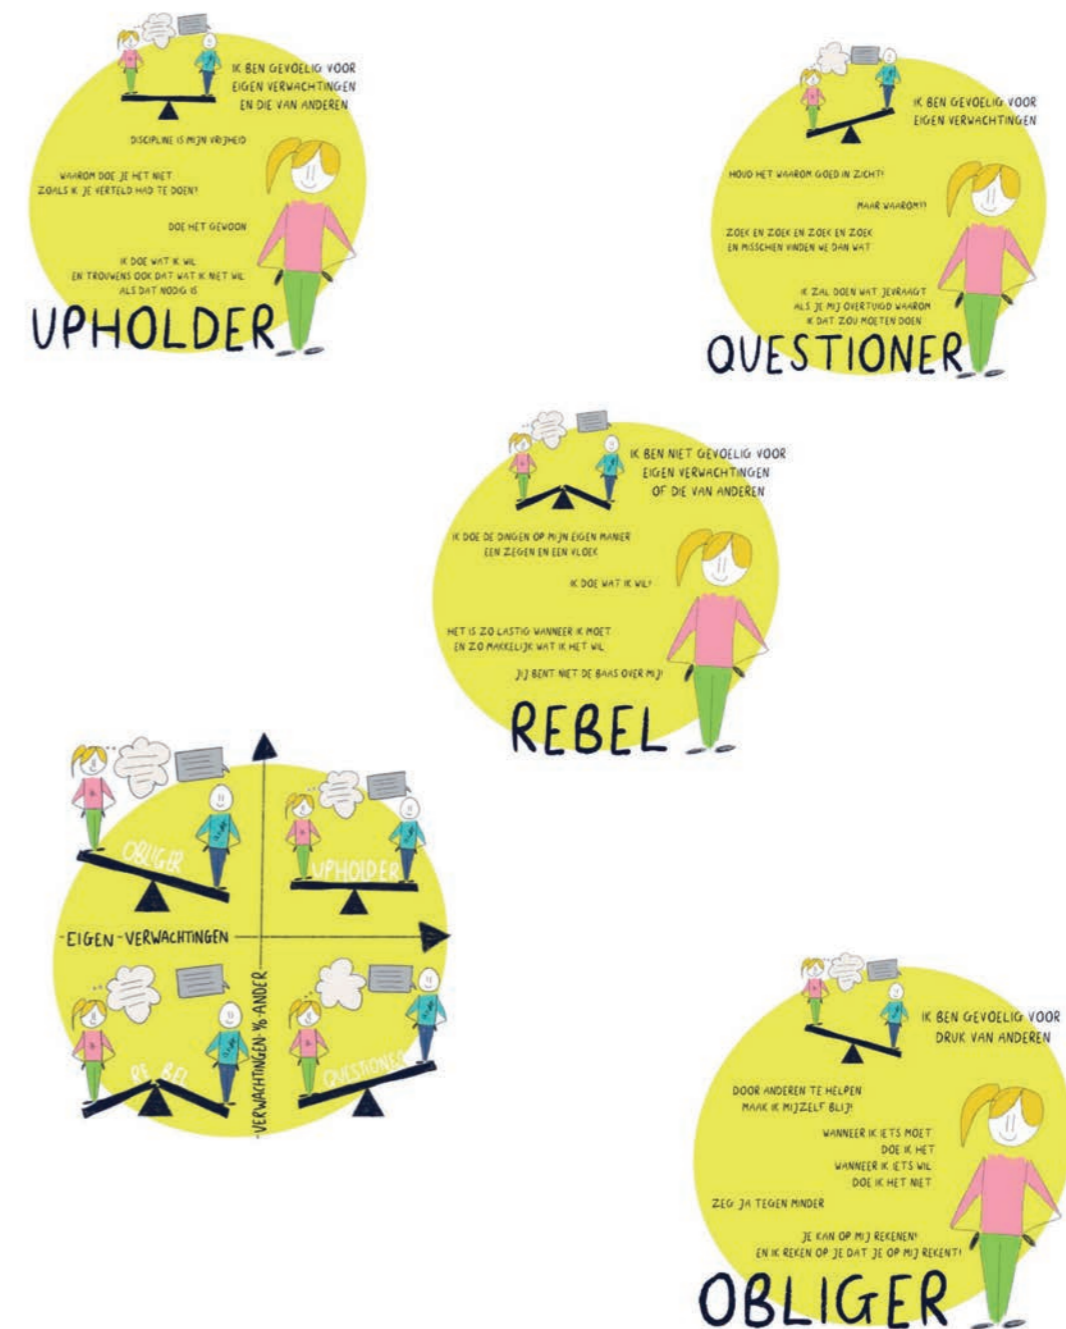 IK BEN GEVOELIG VOOR
EIGEN VERWACHTINGEN
EN DIE VAN ANDEREN
DISCIPLINE IS MIJN VRIJHEID
WAAROM DOE JE HET NIET
ZOALS IK JE VERTELD HAD TE DOEN?
DOE HET GEWOON
IK DOE WAT IK WIL
EN TROUWENS OOK DAT WAT IK NIET WIL
ALS DAT NODIG IS
UPHOLDER
IK BEN GEVOELIG VOOR
EIGEN VERWACHTINGEN
HOUD HET WAAROM GOED IN ZICHT!
MAAR WAAROM??
ZOEK EN ZOEK EN ZOEK EN ZOEK
EN MISSCHIEN VINDEN WE DAN WAT
IK ZAL DOEN WAT JEVRAAGT
ALS JE MIJ OVERTUIGD WAAROM
IK DAT ZOU MOETEN DOEN
QUESTIONER
IK BEN NIET GEVOELIG VOOR
EIGEN VERWACHTINGEN
OF DIE VAN ANDEREN
IK DOE DE DINGEN OP MIJN EIGEN MANIER
EEN ZEGEN EN EEN VLOEK
IK DOE WAT IK WIL!
HET IS ZO LASTIG WANNEER IK MOET
EN ZO MAKKELIJK WAT IK HET WIL
JIJ BENT NIET DE BAAS OVER MIJ!
REBEL
OBLIGER
UPHOLDER
-EIGEN-VERWACHTINGEN
-VERWACHTINGEN-%-ANDER-
REBEL
QUESTIONER
IK BEN GEVOELIG VOOR
DRUK VAN ANDEREN
DOOR ANDEREN TE HELPEN
MAAK IK MIJZELF BLIJ!
WANNEER IK IETS MOET
DOE IK HET
WANNEER IK IETS WIL
DOE IK HET NIET
ZEG JA TEGEN MINDER
JE KAN OP MIJ REKENEN!
EN IK REKEN OP JE DAT JE OP MIJ REKENT!
OBLIGER